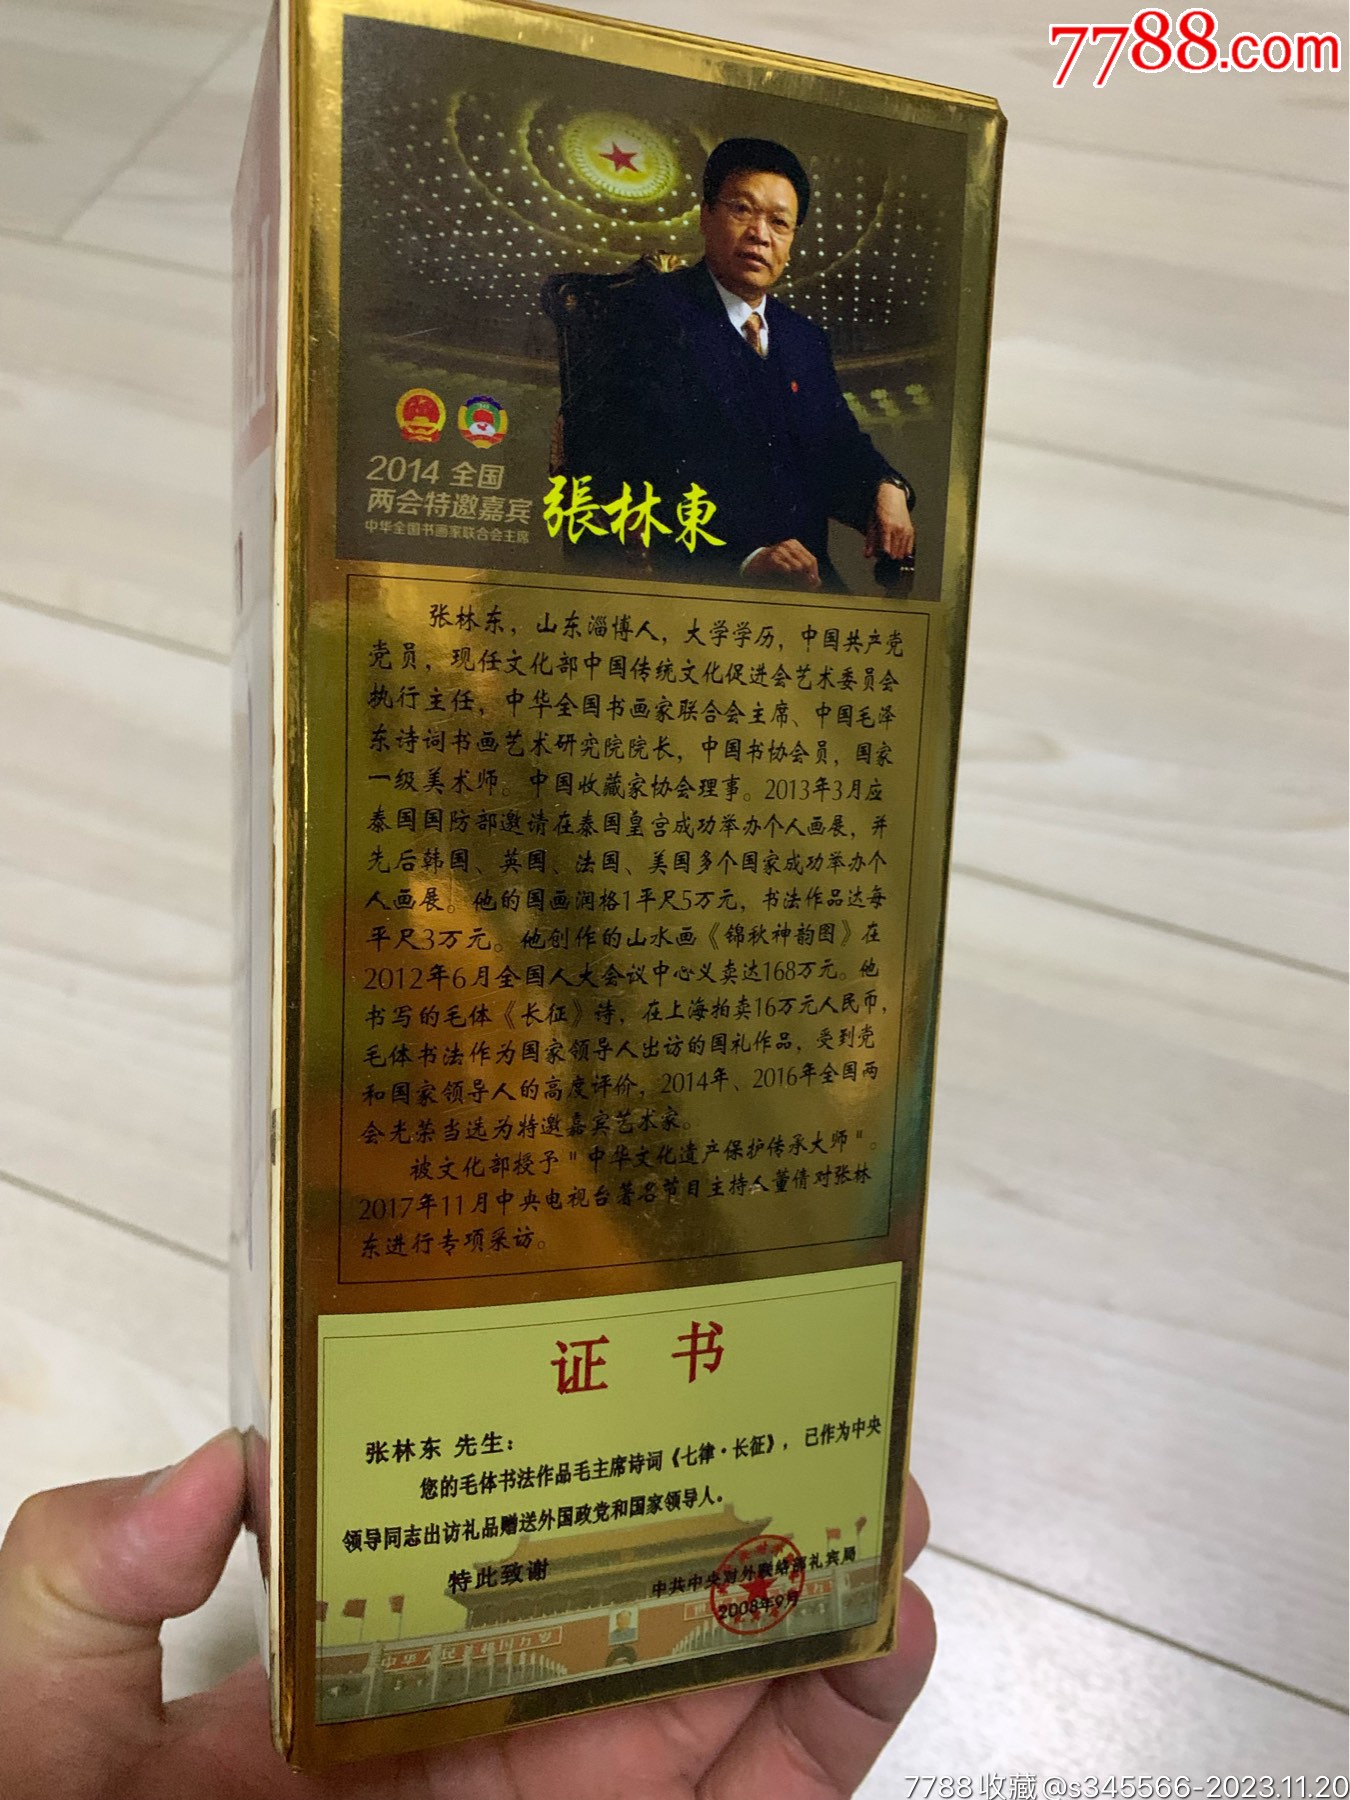 7788.com
2014 全国
两会特邀嘉宾
中华全国书画家联合会主席
張林東
张林东，山东淄博人，大学学历，中国共产党
党员，现任文化部中国传统文化促进会艺术委员会
执行主任，中华全国书画家联合会主席、中国毛泽
东诗词书画艺术研究院院长，中国书协会员，国家
一级美术师。中国收藏家协会理事。2013年3月应
泰国国防部邀请在泰国皇宫成功举办个人画展，并
先后韩国、英国、法国、美国多个国家成功举办个
人画展。他的国画润格1平尺5万元，书法作品达每
平尺3万元。他创作的山水画《锦秋神韵图》在
2012年6月全国人大会议中心义卖达168万元。他
书写的毛体《长征》诗，在上海拍卖16万元人民币，
毛体书法作为国家领导人出访的国礼作品，受到党
和国家领导人的高度评价，2014年、2016年全国两
会光荣当选为特邀嘉宾艺术家。
被文化部授予"中华文化遗产保护传承大师"。
2017年11月中央电视台著名节目主持人董倩对张林
东进行专项采访。
证 书
张林东 先生：
您的毛体书法作品毛主席诗词《七律·长征》，已作为中央
领导同志出访礼品赠送外国政党和国家领导人。
特此致谢
中共中央对外联络部礼宾局
2008年9月
中华人民共和国万岁
7788收藏@s345566-2023.11.20